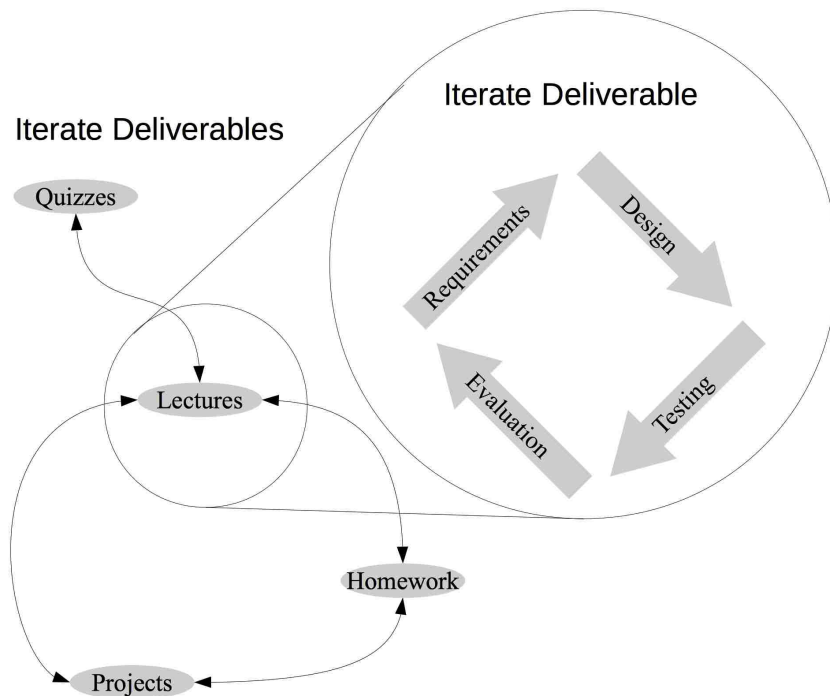 Iterate Deliverables
Quizzes
Lectures
Homework
Projects
Iterate Deliverable
Requirements
Design
Testing
Evaluation